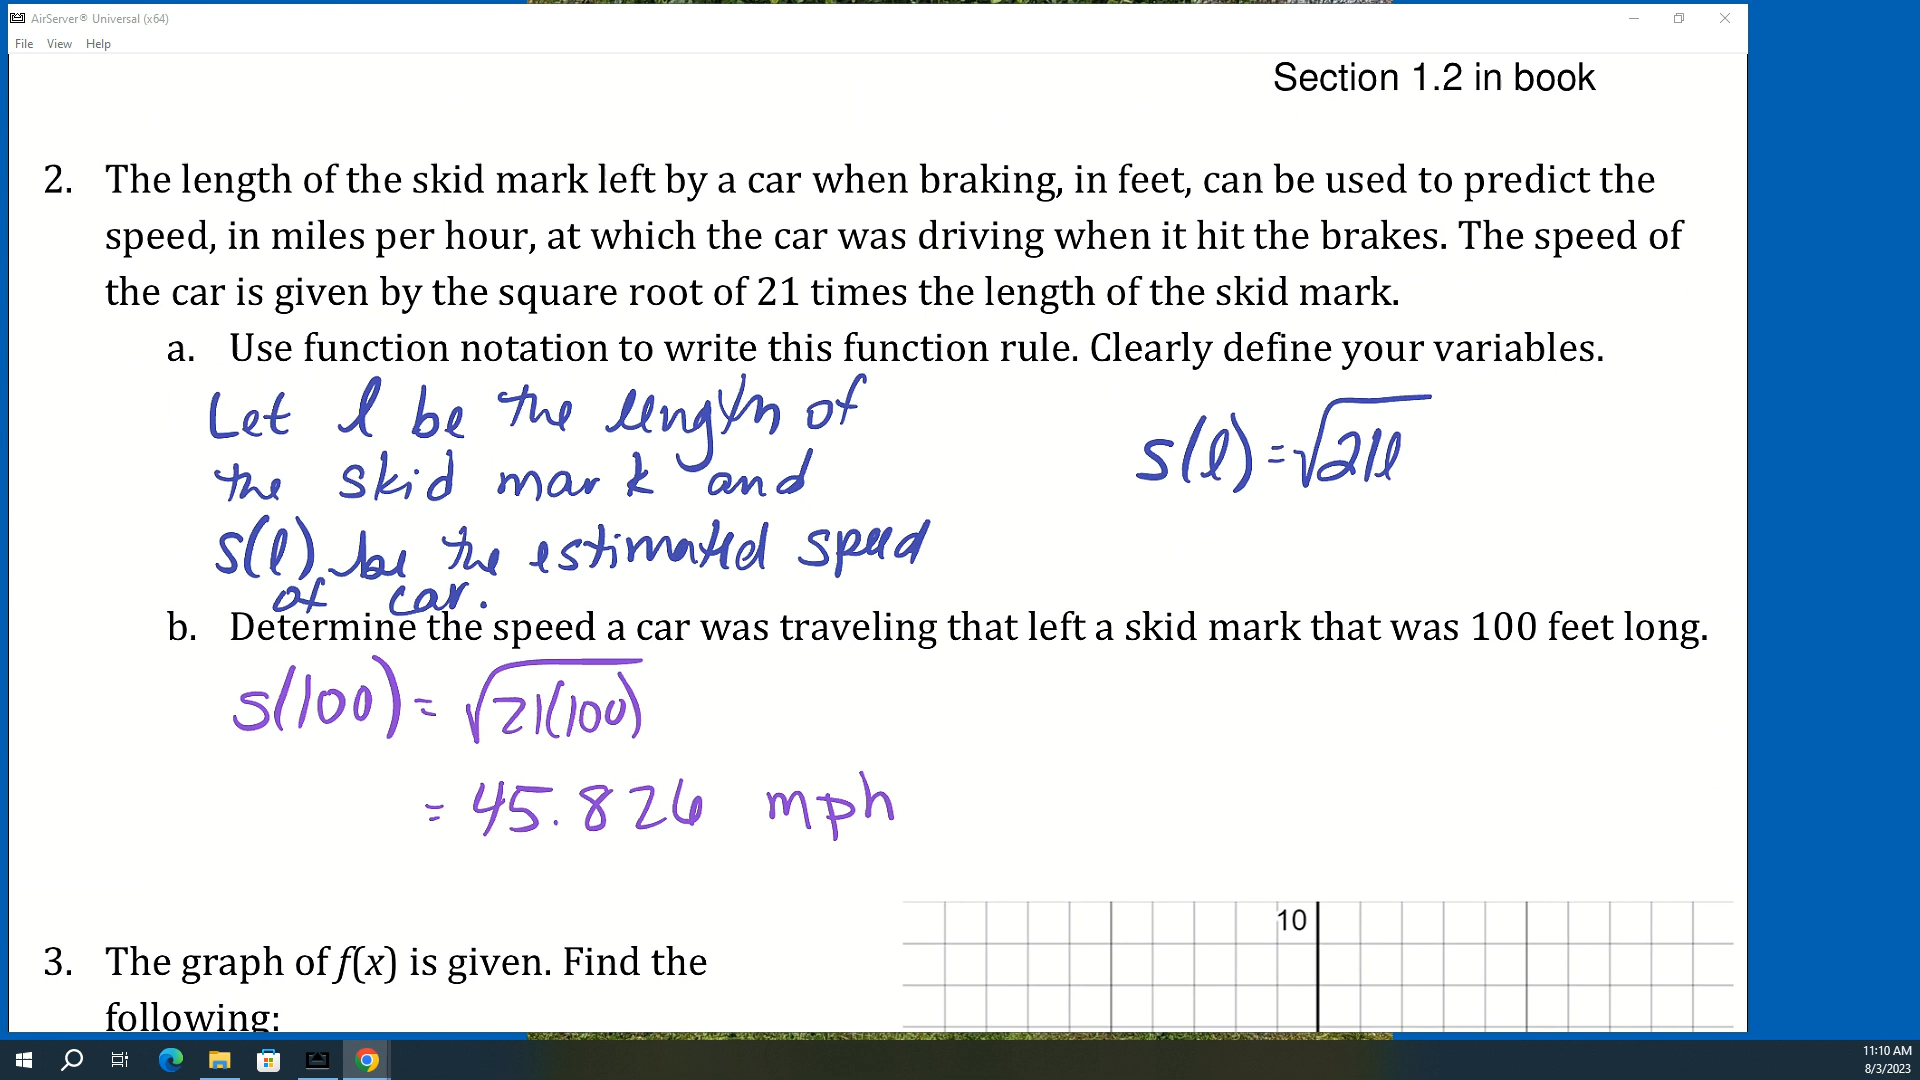 AirServer® Universal (x64)
File View Help
Section 1.2 in book
2. The length of the skid mark left by a car when braking, in feet, can be used to predict the
speed, in miles per hour, at which the car was driving when it hit the brakes. The speed of
the car is given by the square root of 21 times the length of the skid mark.
a. Use function notation to write this function rule. Clearly define your variables.
Let l be the length of
the skid mark and
s(l) be the estimated speed
of car.
s(l)=√21l
b. Determine the speed a car was traveling that left a skid mark that was 100 feet long.
s(100) = √21(100)
= 45.826 mph
10
3. The graph of f(x) is given. Find the
following:
11:10 AM
8/3/2023